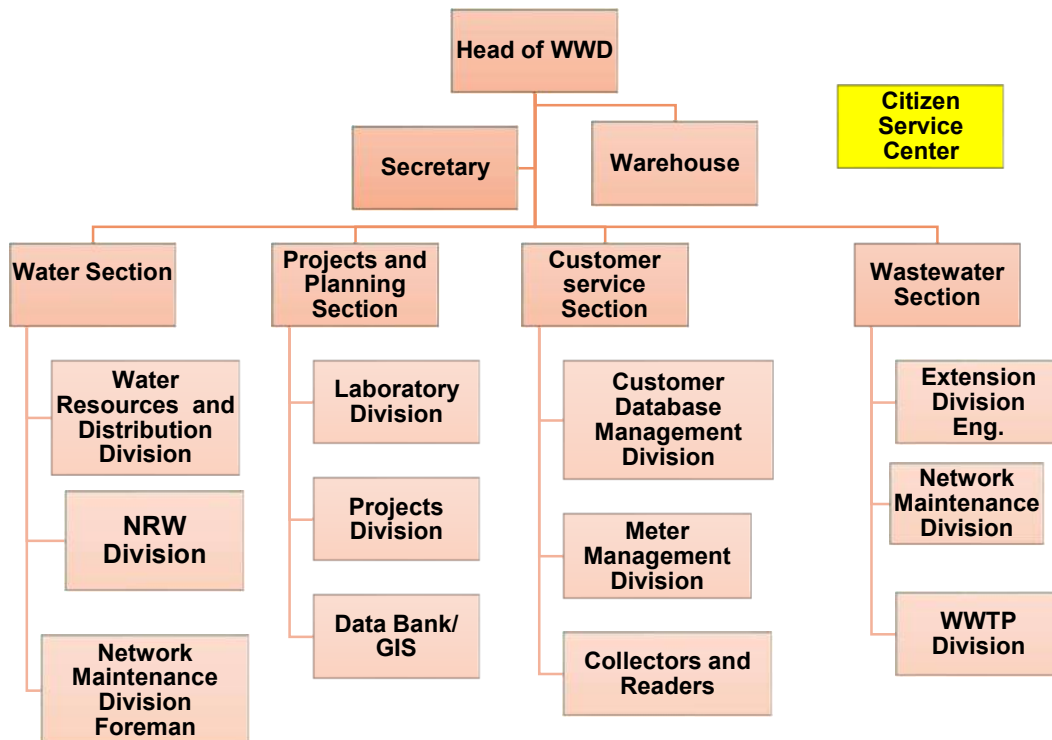 Head of WWD
Citizen
Service
Center
Secretary
Warehouse
Water Section
Projects and
Planning
Section
Customer
service
Section
Wastewater
Section
Water
Resources and
Distribution
Division
NRW
Division
Network
Maintenance
Division
Foreman
Laboratory
Division
Projects
Division
Data Bank/
GIS
Customer
Database
Management
Division
Meter
Management
Division
Collectors and
Readers
Extension
Division
Eng.
Network
Maintenance
Division
WWTP
Division